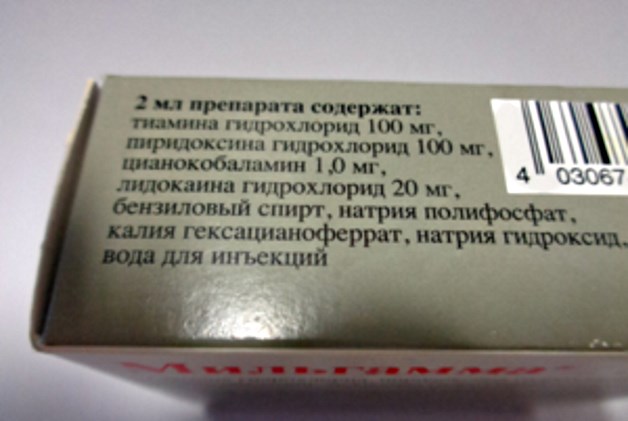 2 мл препарата содержат:
тиамина гидрохлорид 100 мг,
пиридоксина гидрохлорид 100 мг,
цианокобаламин 1,0 мг,
лидокаина гидрохлорид 20 мг,
бензиловый спирт, натрия полифосфат,
калия гексацианоферрат, натрия гидроксид,
вода для инъекций
4 03067
Мильгамма®